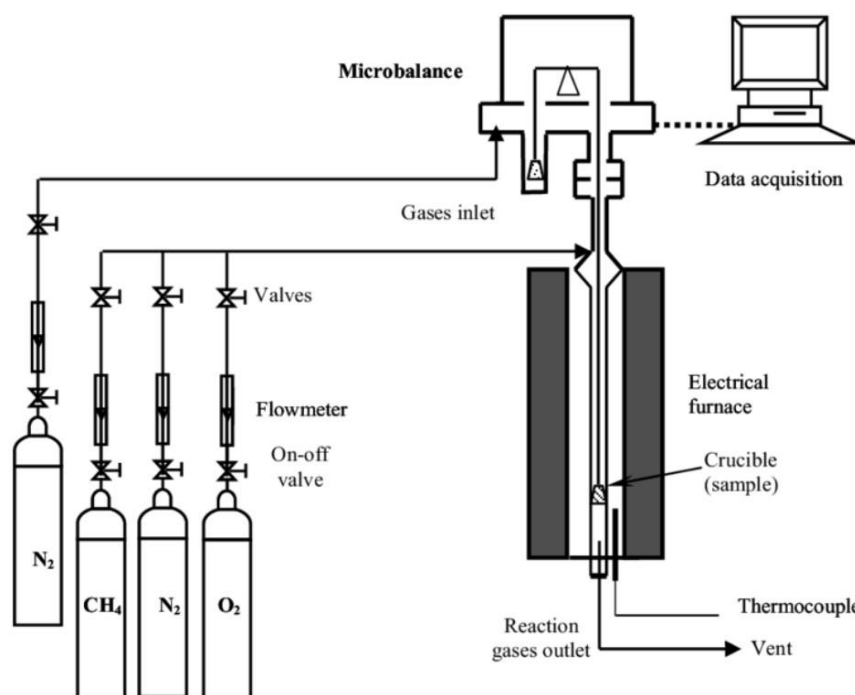 Microbalance
Data acquisition
Gases inlet
Valves
Electrical
furnace
Flowmeter
On-off
valve
Crucible
(sample)
N₂
CH₄
N₂
O₂
Thermocouple
Reaction
gases outlet
Vent